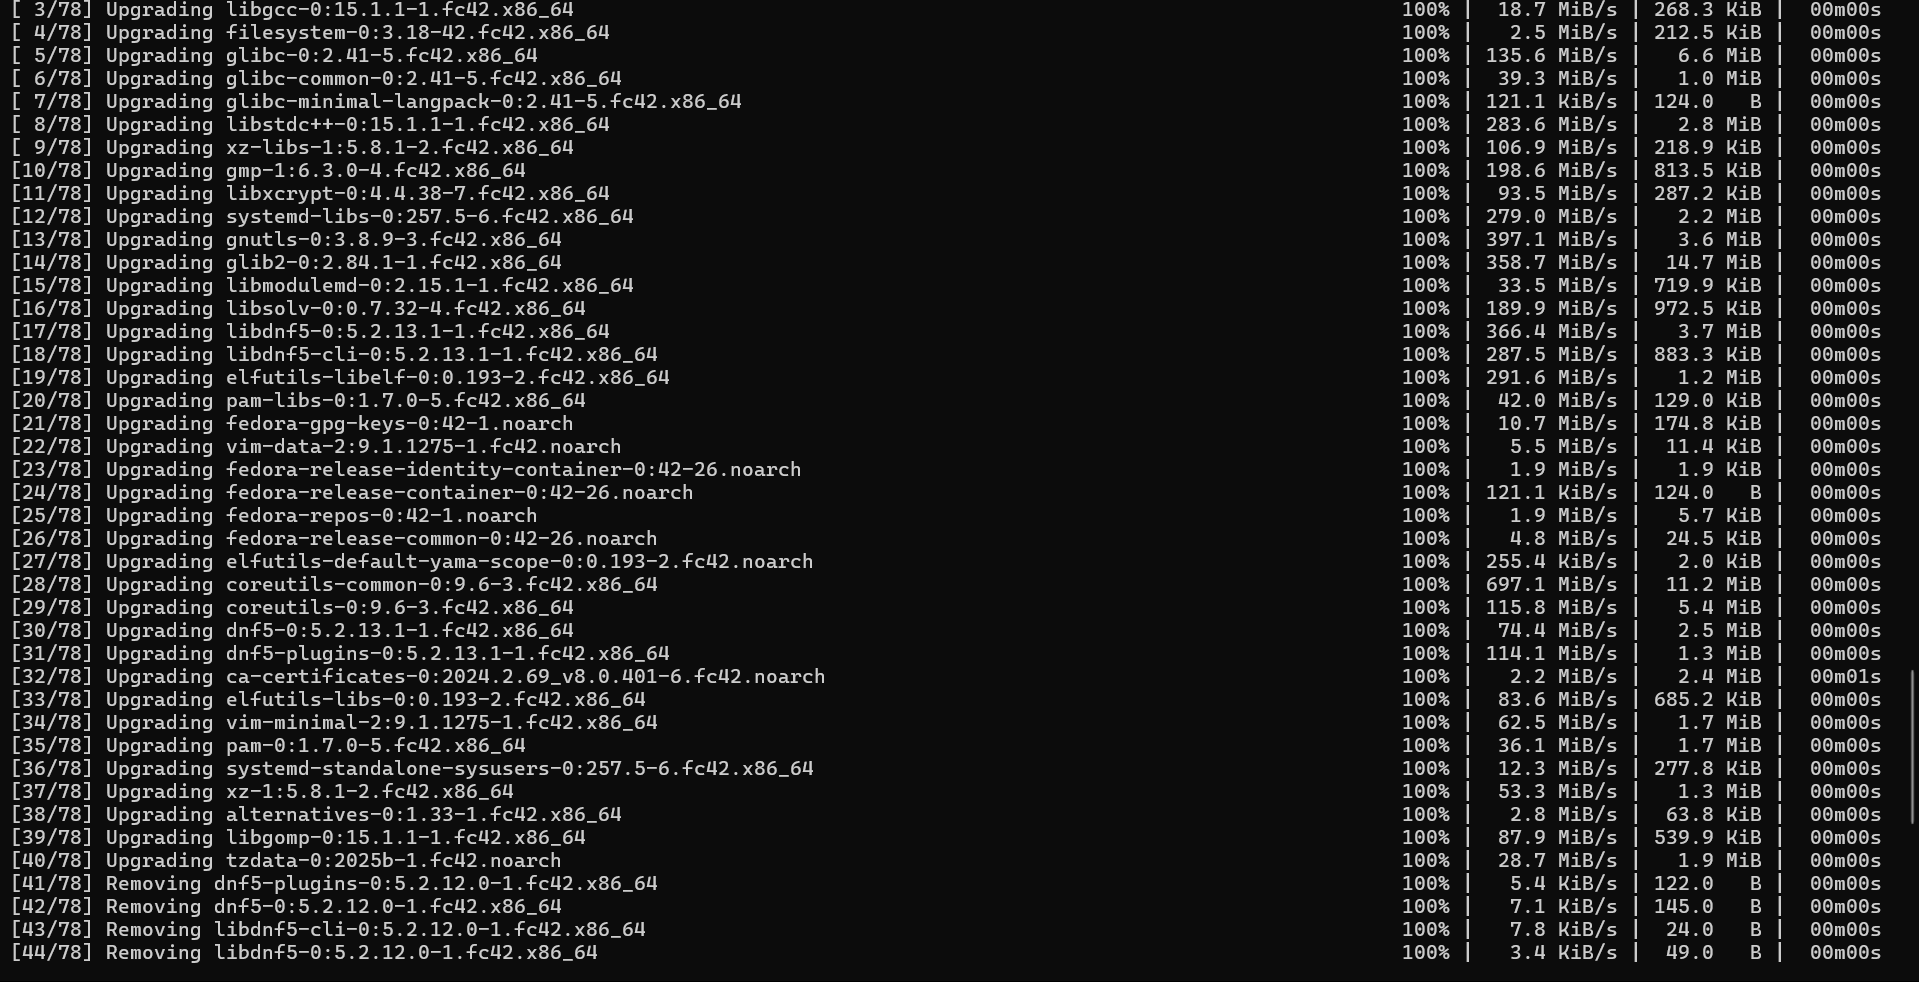 [ 3/78] Upgrading libgcc-0:15.1.1-1.fc42.x86_64 100% | 18.7 MiB/s | 268.3 KiB | 00m00s
[ 4/78] Upgrading filesystem-0:3.18-42.fc42.x86_64 100% | 2.5 MiB/s | 212.5 KiB | 00m00s
[ 5/78] Upgrading glibc-0:2.41-5.fc42.x86_64 100% | 135.6 MiB/s | 6.6 MiB | 00m00s
[ 6/78] Upgrading glibc-common-0:2.41-5.fc42.x86_64 100% | 39.3 MiB/s | 1.0 MiB | 00m00s
[ 7/78] Upgrading glibc-minimal-langpack-0:2.41-5.fc42.x86_64 100% | 121.1 KiB/s | 124.0 B | 00m00s
[ 8/78] Upgrading libstdc++-0:15.1.1-1.fc42.x86_64 100% | 283.6 MiB/s | 2.8 MiB | 00m00s
[ 9/78] Upgrading xz-libs-1:5.8.1-2.fc42.x86_64 100% | 106.9 MiB/s | 218.9 KiB | 00m00s
[10/78] Upgrading gmp-1:6.3.0-4.fc42.x86_64 100% | 198.6 MiB/s | 813.5 KiB | 00m00s
[11/78] Upgrading libxcrypt-0:4.4.38-7.fc42.x86_64 100% | 93.5 MiB/s | 287.2 KiB | 00m00s
[12/78] Upgrading systemd-libs-0:257.5-6.fc42.x86_64 100% | 279.0 MiB/s | 2.2 MiB | 00m00s
[13/78] Upgrading gnutls-0:3.8.9-3.fc42.x86_64 100% | 397.1 MiB/s | 3.6 MiB | 00m00s
[14/78] Upgrading glib2-0:2.84.1-1.fc42.x86_64 100% | 358.7 MiB/s | 14.7 MiB | 00m00s
[15/78] Upgrading libmodulemd-0:2.15.1-1.fc42.x86_64 100% | 33.5 MiB/s | 719.9 KiB | 00m00s
[16/78] Upgrading libsolv-0:0.7.32-4.fc42.x86_64 100% | 189.9 MiB/s | 972.5 KiB | 00m00s
[17/78] Upgrading libdnf5-0:5.2.13.1-1.fc42.x86_64 100% | 366.4 MiB/s | 3.7 MiB | 00m00s
[18/78] Upgrading libdnf5-cli-0:5.2.13.1-1.fc42.x86_64 100% | 287.5 MiB/s | 883.3 KiB | 00m00s
[19/78] Upgrading elfutils-libelf-0:0.193-2.fc42.x86_64 100% | 291.6 MiB/s | 1.2 MiB | 00m00s
[20/78] Upgrading pam-libs-0:1.7.0-5.fc42.x86_64 100% | 42.0 MiB/s | 129.0 KiB | 00m00s
[21/78] Upgrading fedora-gpg-keys-0:42-1.noarch 100% | 10.7 MiB/s | 174.8 KiB | 00m00s
[22/78] Upgrading vim-data-2:9.1.1275-1.fc42.noarch 100% | 5.5 MiB/s | 11.4 KiB | 00m00s
[23/78] Upgrading fedora-release-identity-container-0:42-26.noarch 100% | 1.9 MiB/s | 1.9 KiB | 00m00s
[24/78] Upgrading fedora-release-container-0:42-26.noarch 100% | 121.1 KiB/s | 124.0 B | 00m00s
[25/78] Upgrading fedora-repos-0:42-1.noarch 100% | 1.9 MiB/s | 5.7 KiB | 00m00s
[26/78] Upgrading fedora-release-common-0:42-26.noarch 100% | 4.8 MiB/s | 24.5 KiB | 00m00s
[27/78] Upgrading elfutils-default-yama-scope-0:0.193-2.fc42.noarch 100% | 255.4 KiB/s | 2.0 KiB | 00m00s
[28/78] Upgrading coreutils-common-0:9.6-3.fc42.x86_64 100% | 697.1 MiB/s | 11.2 MiB | 00m00s
[29/78] Upgrading coreutils-0:9.6-3.fc42.x86_64 100% | 115.8 MiB/s | 5.4 MiB | 00m00s
[30/78] Upgrading dnf5-0:5.2.13.1-1.fc42.x86_64 100% | 74.4 MiB/s | 2.5 MiB | 00m00s
[31/78] Upgrading dnf5-plugins-0:5.2.13.1-1.fc42.x86_64 100% | 114.1 MiB/s | 1.3 MiB | 00m00s
[32/78] Upgrading ca-certificates-0:2024.2.69_v8.0.401-6.fc42.noarch 100% | 2.2 MiB/s | 2.4 MiB | 00m01s
[33/78] Upgrading elfutils-libs-0:0.193-2.fc42.x86_64 100% | 83.6 MiB/s | 685.2 KiB | 00m00s
[34/78] Upgrading vim-minimal-2:9.1.1275-1.fc42.x86_64 100% | 62.5 MiB/s | 1.7 MiB | 00m00s
[35/78] Upgrading pam-0:1.7.0-5.fc42.x86_64 100% | 36.1 MiB/s | 1.7 MiB | 00m00s
[36/78] Upgrading systemd-standalone-sysusers-0:257.5-6.fc42.x86_64 100% | 12.3 MiB/s | 277.8 KiB | 00m00s
[37/78] Upgrading xz-1:5.8.1-2.fc42.x86_64 100% | 53.3 MiB/s | 1.3 MiB | 00m00s
[38/78] Upgrading alternatives-0:1.33-1.fc42.x86_64 100% | 2.8 MiB/s | 63.8 KiB | 00m00s
[39/78] Upgrading libgomp-0:15.1.1-1.fc42.x86_64 100% | 87.9 MiB/s | 539.9 KiB | 00m00s
[40/78] Upgrading tzdata-0:2025b-1.fc42.noarch 100% | 28.7 MiB/s | 1.9 MiB | 00m00s
[41/78] Removing dnf5-plugins-0:5.2.12.0-1.fc42.x86_64 100% | 5.4 KiB/s | 122.0 B | 00m00s
[42/78] Removing dnf5-0:5.2.12.0-1.fc42.x86_64 100% | 7.1 KiB/s | 145.0 B | 00m00s
[43/78] Removing libdnf5-cli-0:5.2.12.0-1.fc42.x86_64 100% | 7.8 KiB/s | 24.0 B | 00m00s
[44/78] Removing libdnf5-0:5.2.12.0-1.fc42.x86_64 100% | 3.4 KiB/s | 49.0 B | 00m00s